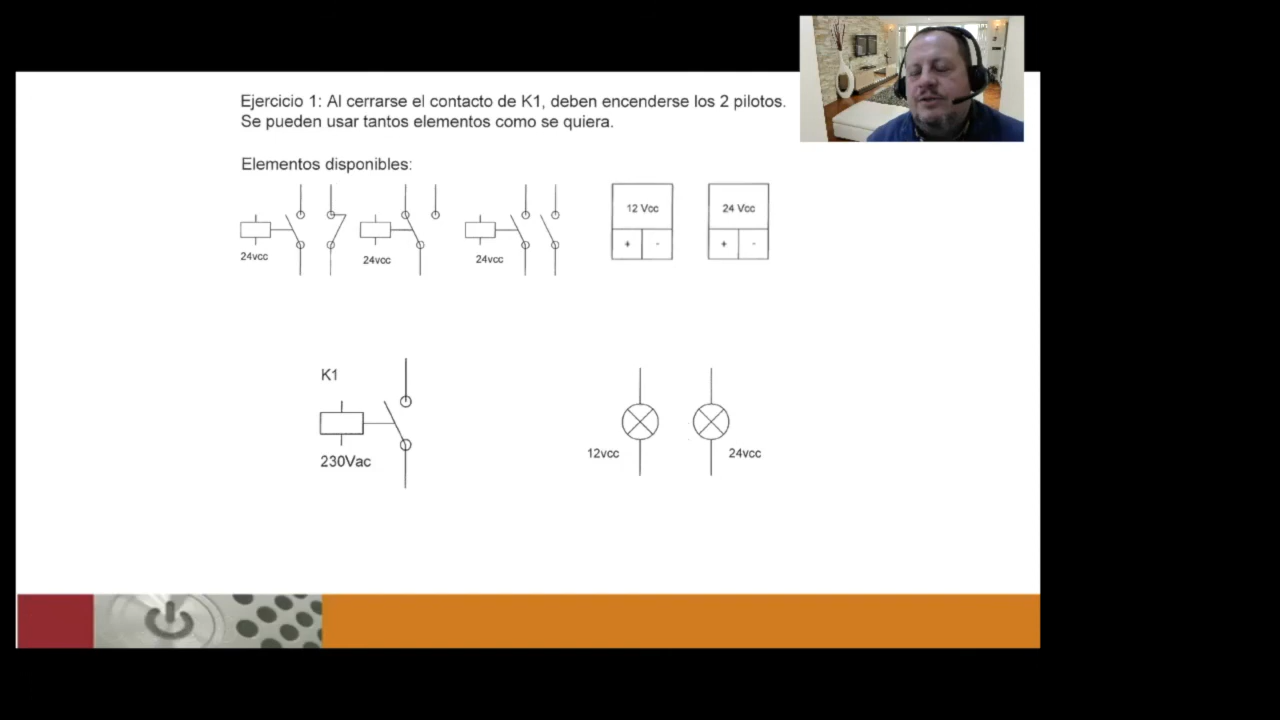 Ejercicio 1: Al cerrarse el contacto de K1, deben encenderse los 2 pilotos.
Se pueden usar tantos elementos como se quiera.
Elementos disponibles:
12 Vcc
24 Vcc
+ -
+ -
24vcc
24vcc
24vcc
K1
230Vac
12vcc
24vcc